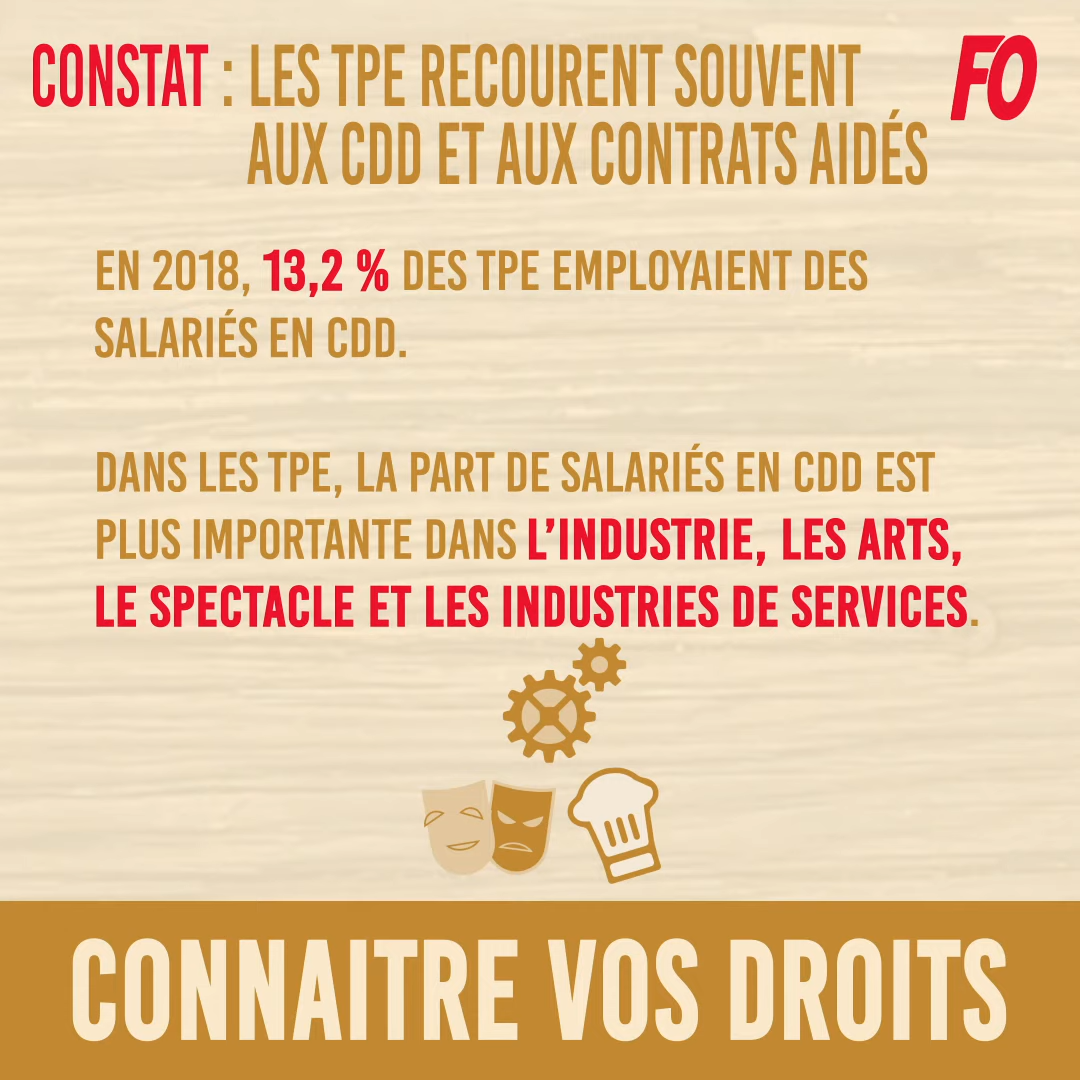 CONSTAT : LES TPE RECOURENT SOUVENT
FO
AUX CDD ET AUX CONTRATS AIDÉS
EN 2018, 13,2 % DES TPE EMPLOYAIENT DES
SALARIÉS EN CDD.
DANS LES TPE, LA PART DE SALARIÉS EN CDD EST
PLUS IMPORTANTE DANS L’INDUSTRIE, LES ARTS,
LE SPECTACLE ET LES INDUSTRIES DE SERVICES.
CONNAITRE VOS DROITS